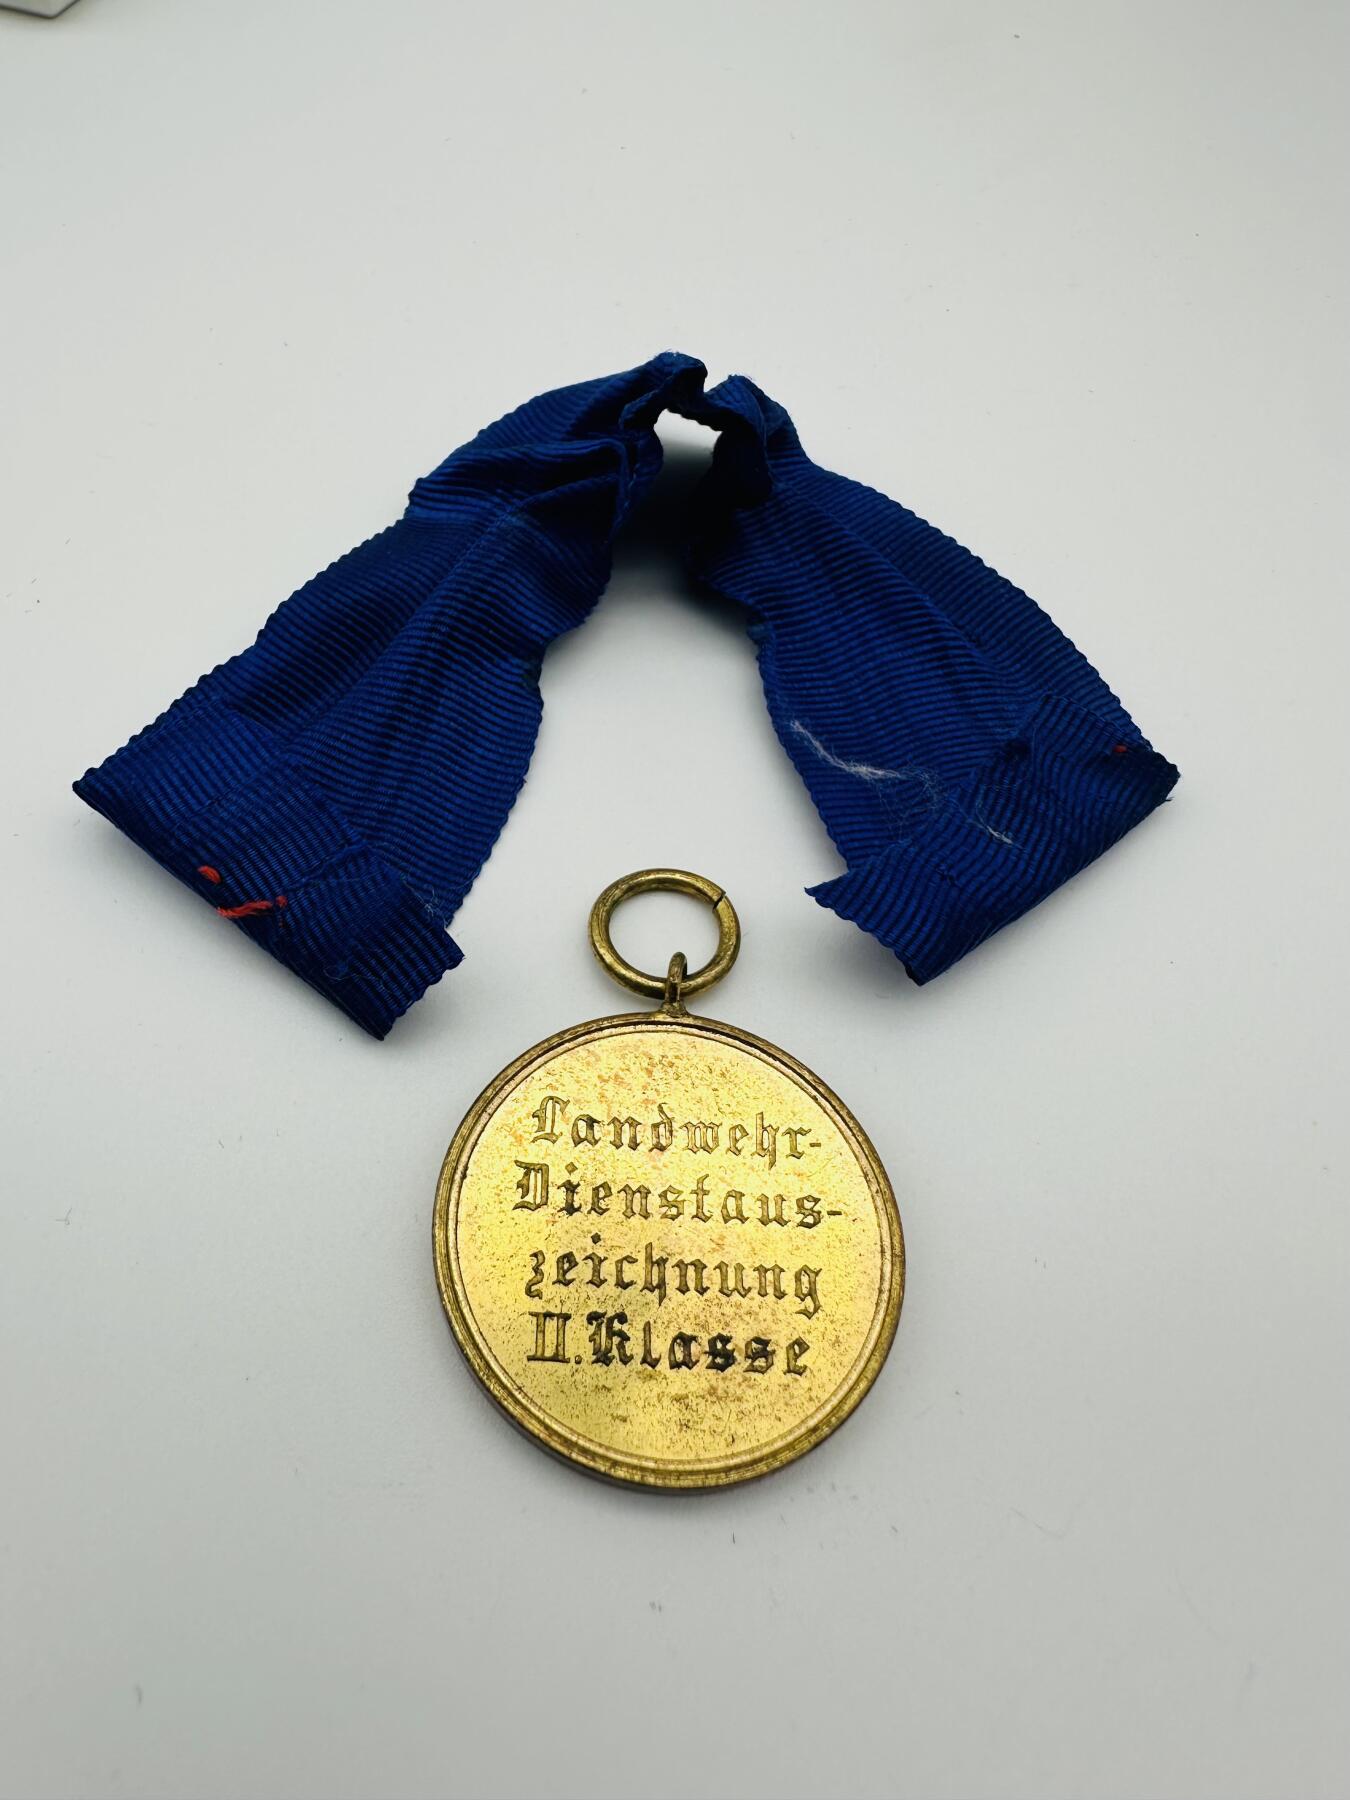 Landwehr-
Dienstaus-
zeichnung
II. Klasse